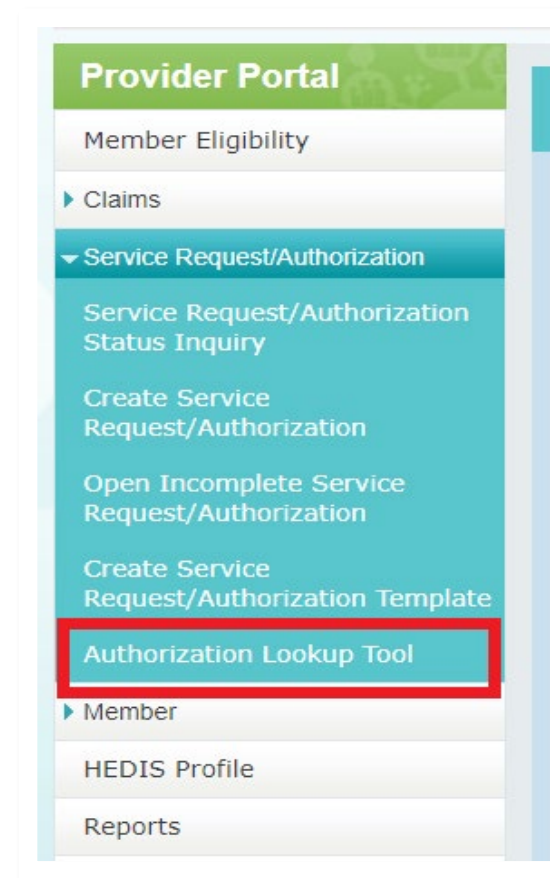 Provider Portal
Member Eligibility
Claims
Service Request/Authorization
Service Request/Authorization
Status Inquiry
Create Service
Request/Authorization
Open Incomplete Service
Request/Authorization
Create Service
Request/Authorization Template
Authorization Lookup Tool
Member
HEDIS Profile
Reports